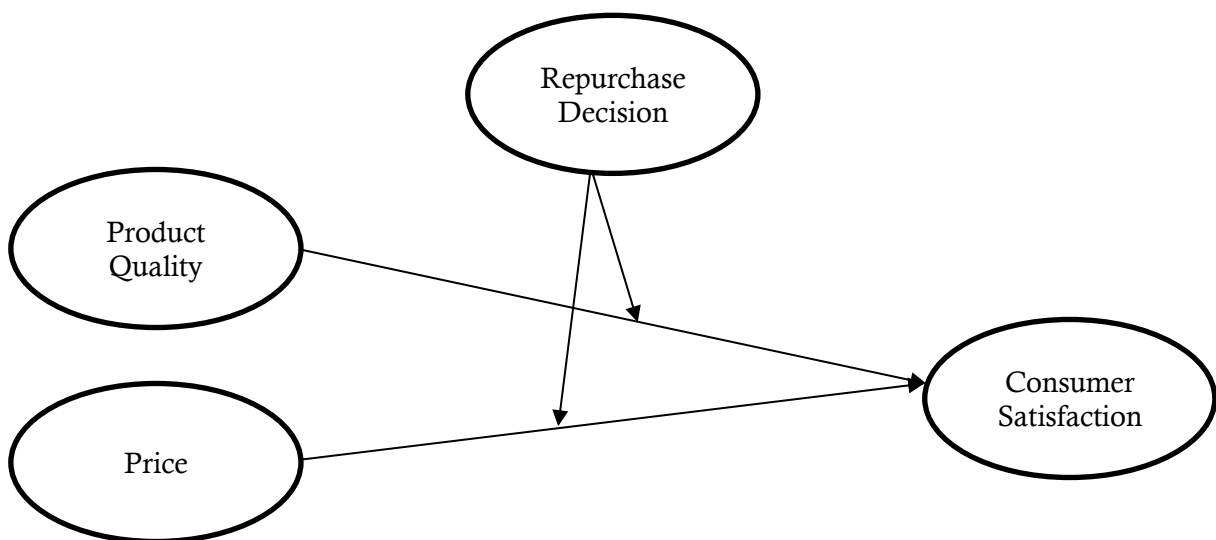 Repurchase
Decision
Product
Quality
Price
Consumer
Satisfaction